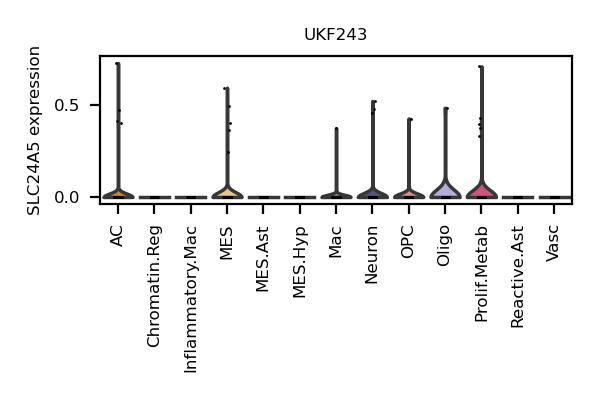 UKF243
SLC24A5 expression
0.5
0.0
AC
Chromatin.Reg
Inflammatory.Mac
MES
MES.Ast
MES.Hyp
Mac
Neuron
OPC
Oligo
Prolif.Metab
Reactive.Ast
Vasc